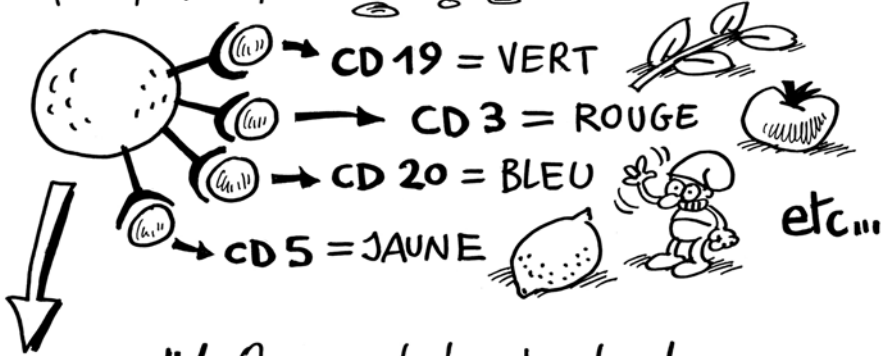 CD 19 = VERT
CD 3 = ROUGE
CD 20 = BLEU
etc...
CD 5 = JAUNE